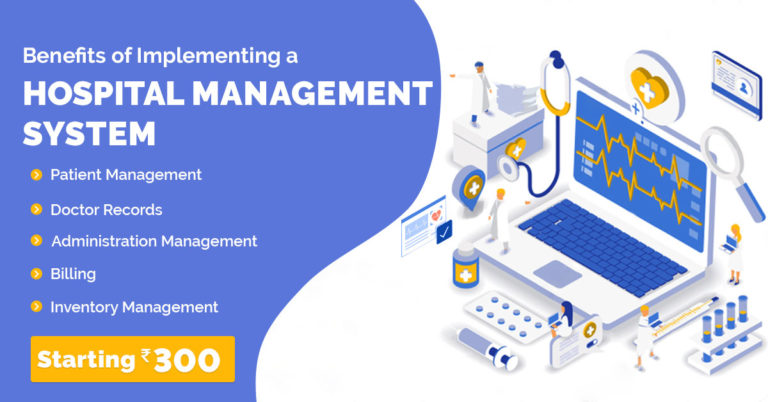 Benefits of Implementing a
HOSPITAL MANAGEMENT
SYSTEM
Patient Management
Doctor Records
Administration Management
Billing
Inventory Management
Starting ₹300